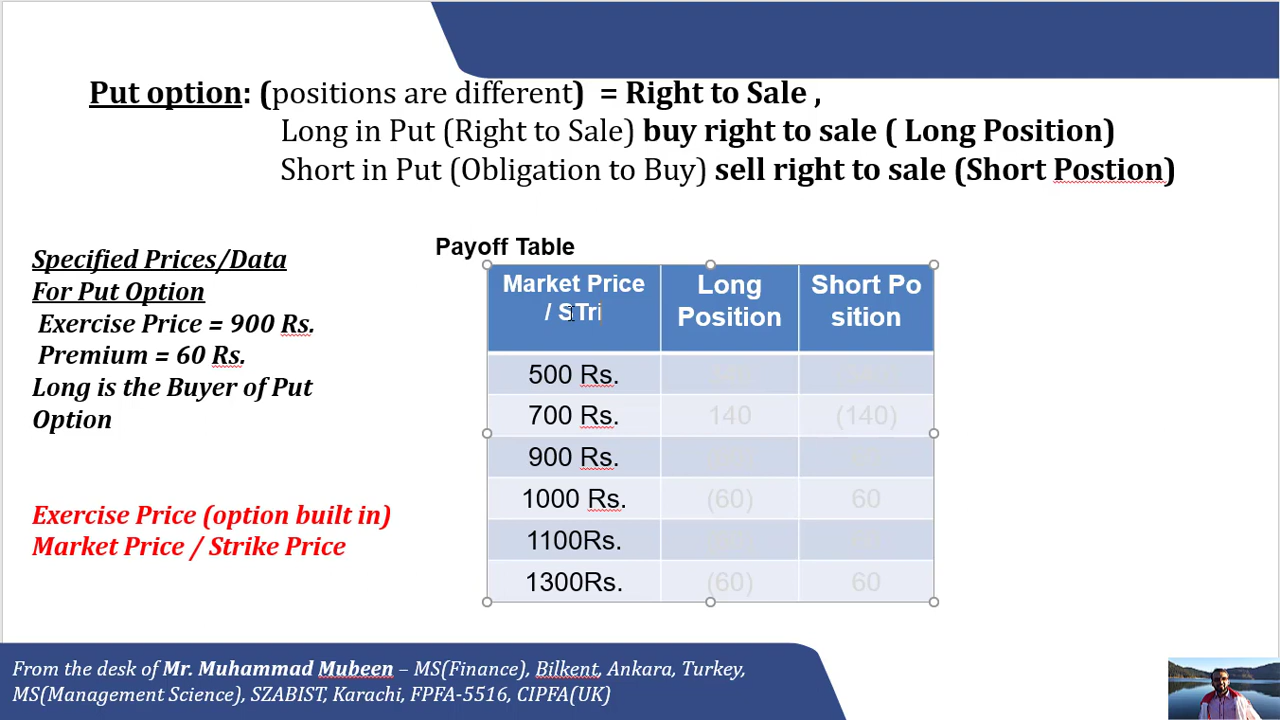 Put option: (positions are different) = Right to Sale ,
Long in Put (Right to Sale) buy right to sale ( Long Position)
Short in Put (Obligation to Buy) sell right to sale (Short Postion)
Specified Prices/Data
For Put Option
Exercise Price = 900 Rs.
Premium = 60 Rs.
Long is the Buyer of Put
Option
Exercise Price (option built in)
Market Price / Strike Price
Payoff Table
Market Price
/ STri
Long
Position
Short Po
sition
500 Rs.
700 Rs. 140 (140)
900 Rs.
1000 Rs. (60) 60
1100Rs.
1300Rs. (60) 60
From the desk of Mr. Muhammad Mubeen – MS(Finance), Bilkent, Ankara, Turkey,
MS(Management Science), SZABIST, Karachi, FPFA-5516, CIPFA(UK)